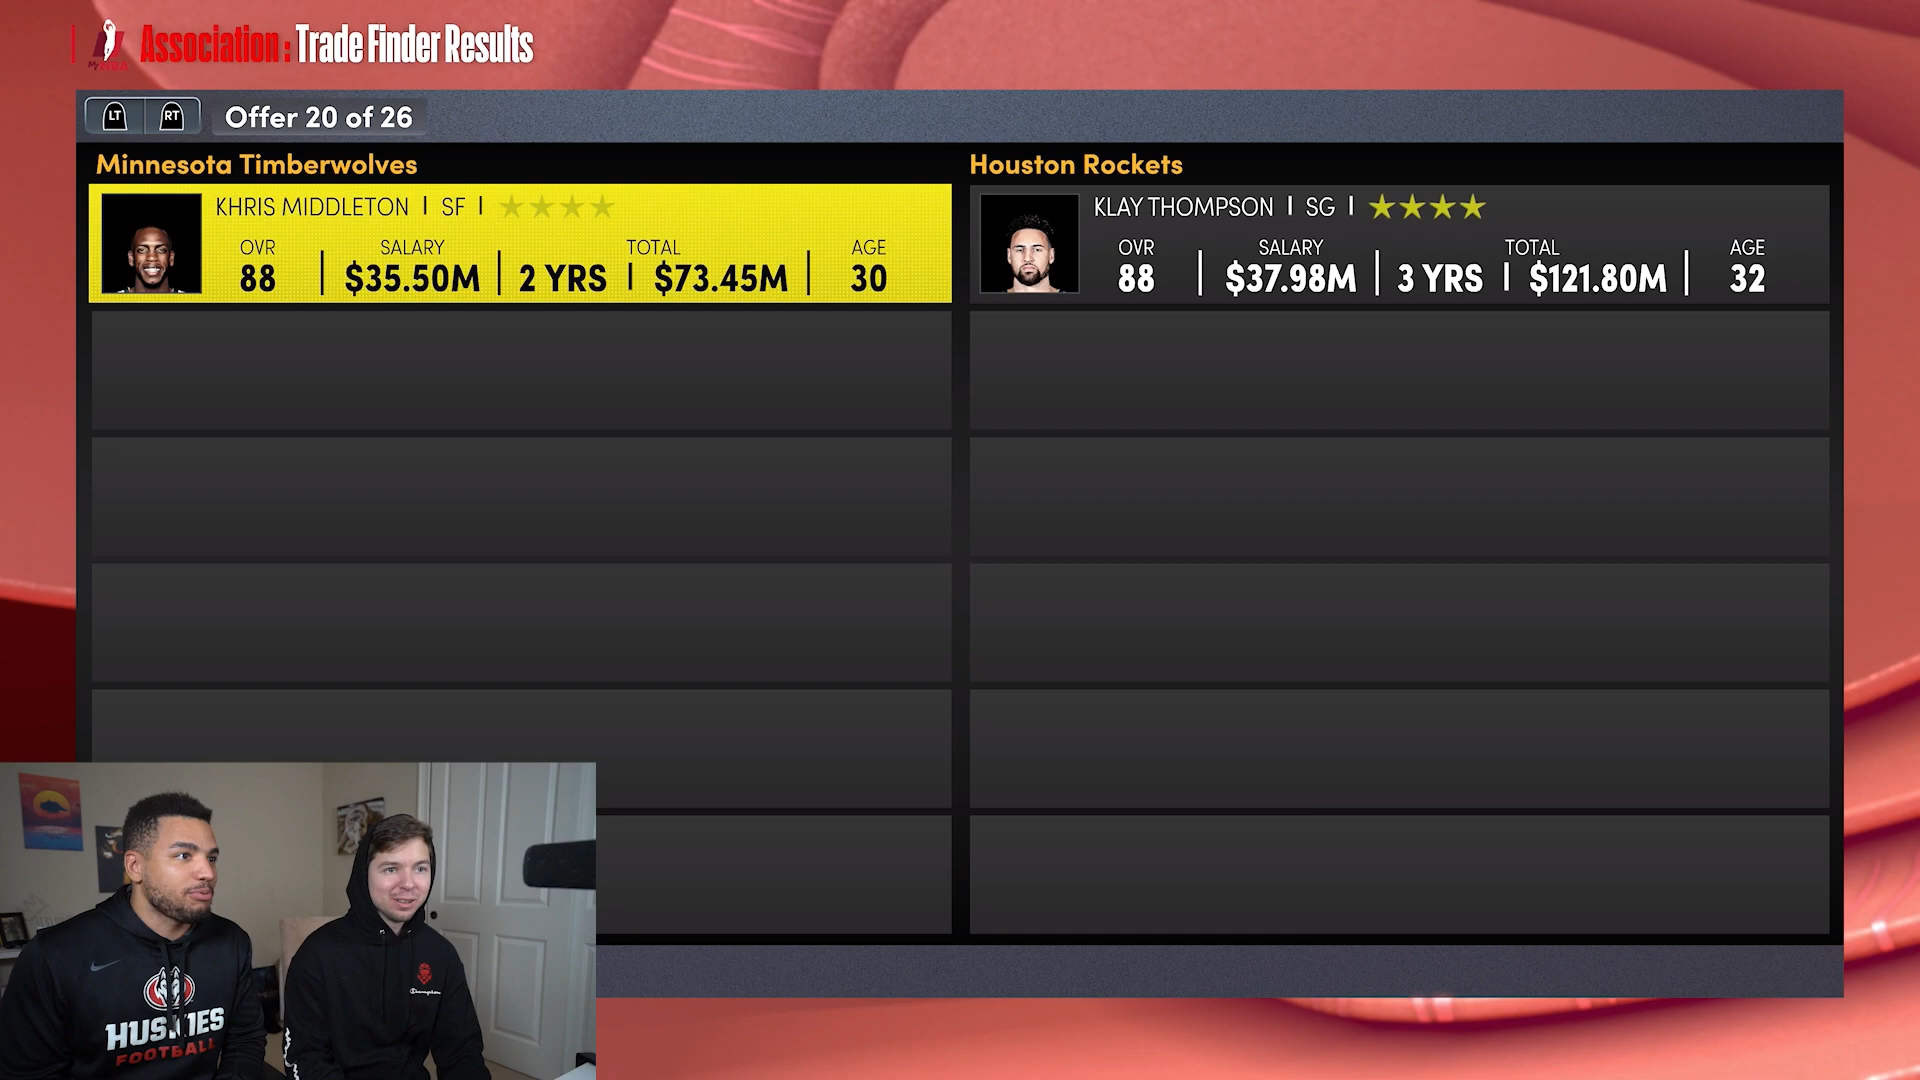 Association : Trade Finder Results
LT RT Offer 20 of 26
Minnesota Timberwolves
KHRIS MIDDLETON | SF |
OVR SALARY TOTAL AGE
88 | $35.50M | 2 YRS | $73.45M | 30
Houston Rockets
KLAY THOMPSON | SG |
OVR SALARY TOTAL AGE
88 | $37.98M | 3 YRS | $121.80M | 32
HUSKIES
FOOTBALL
Champion